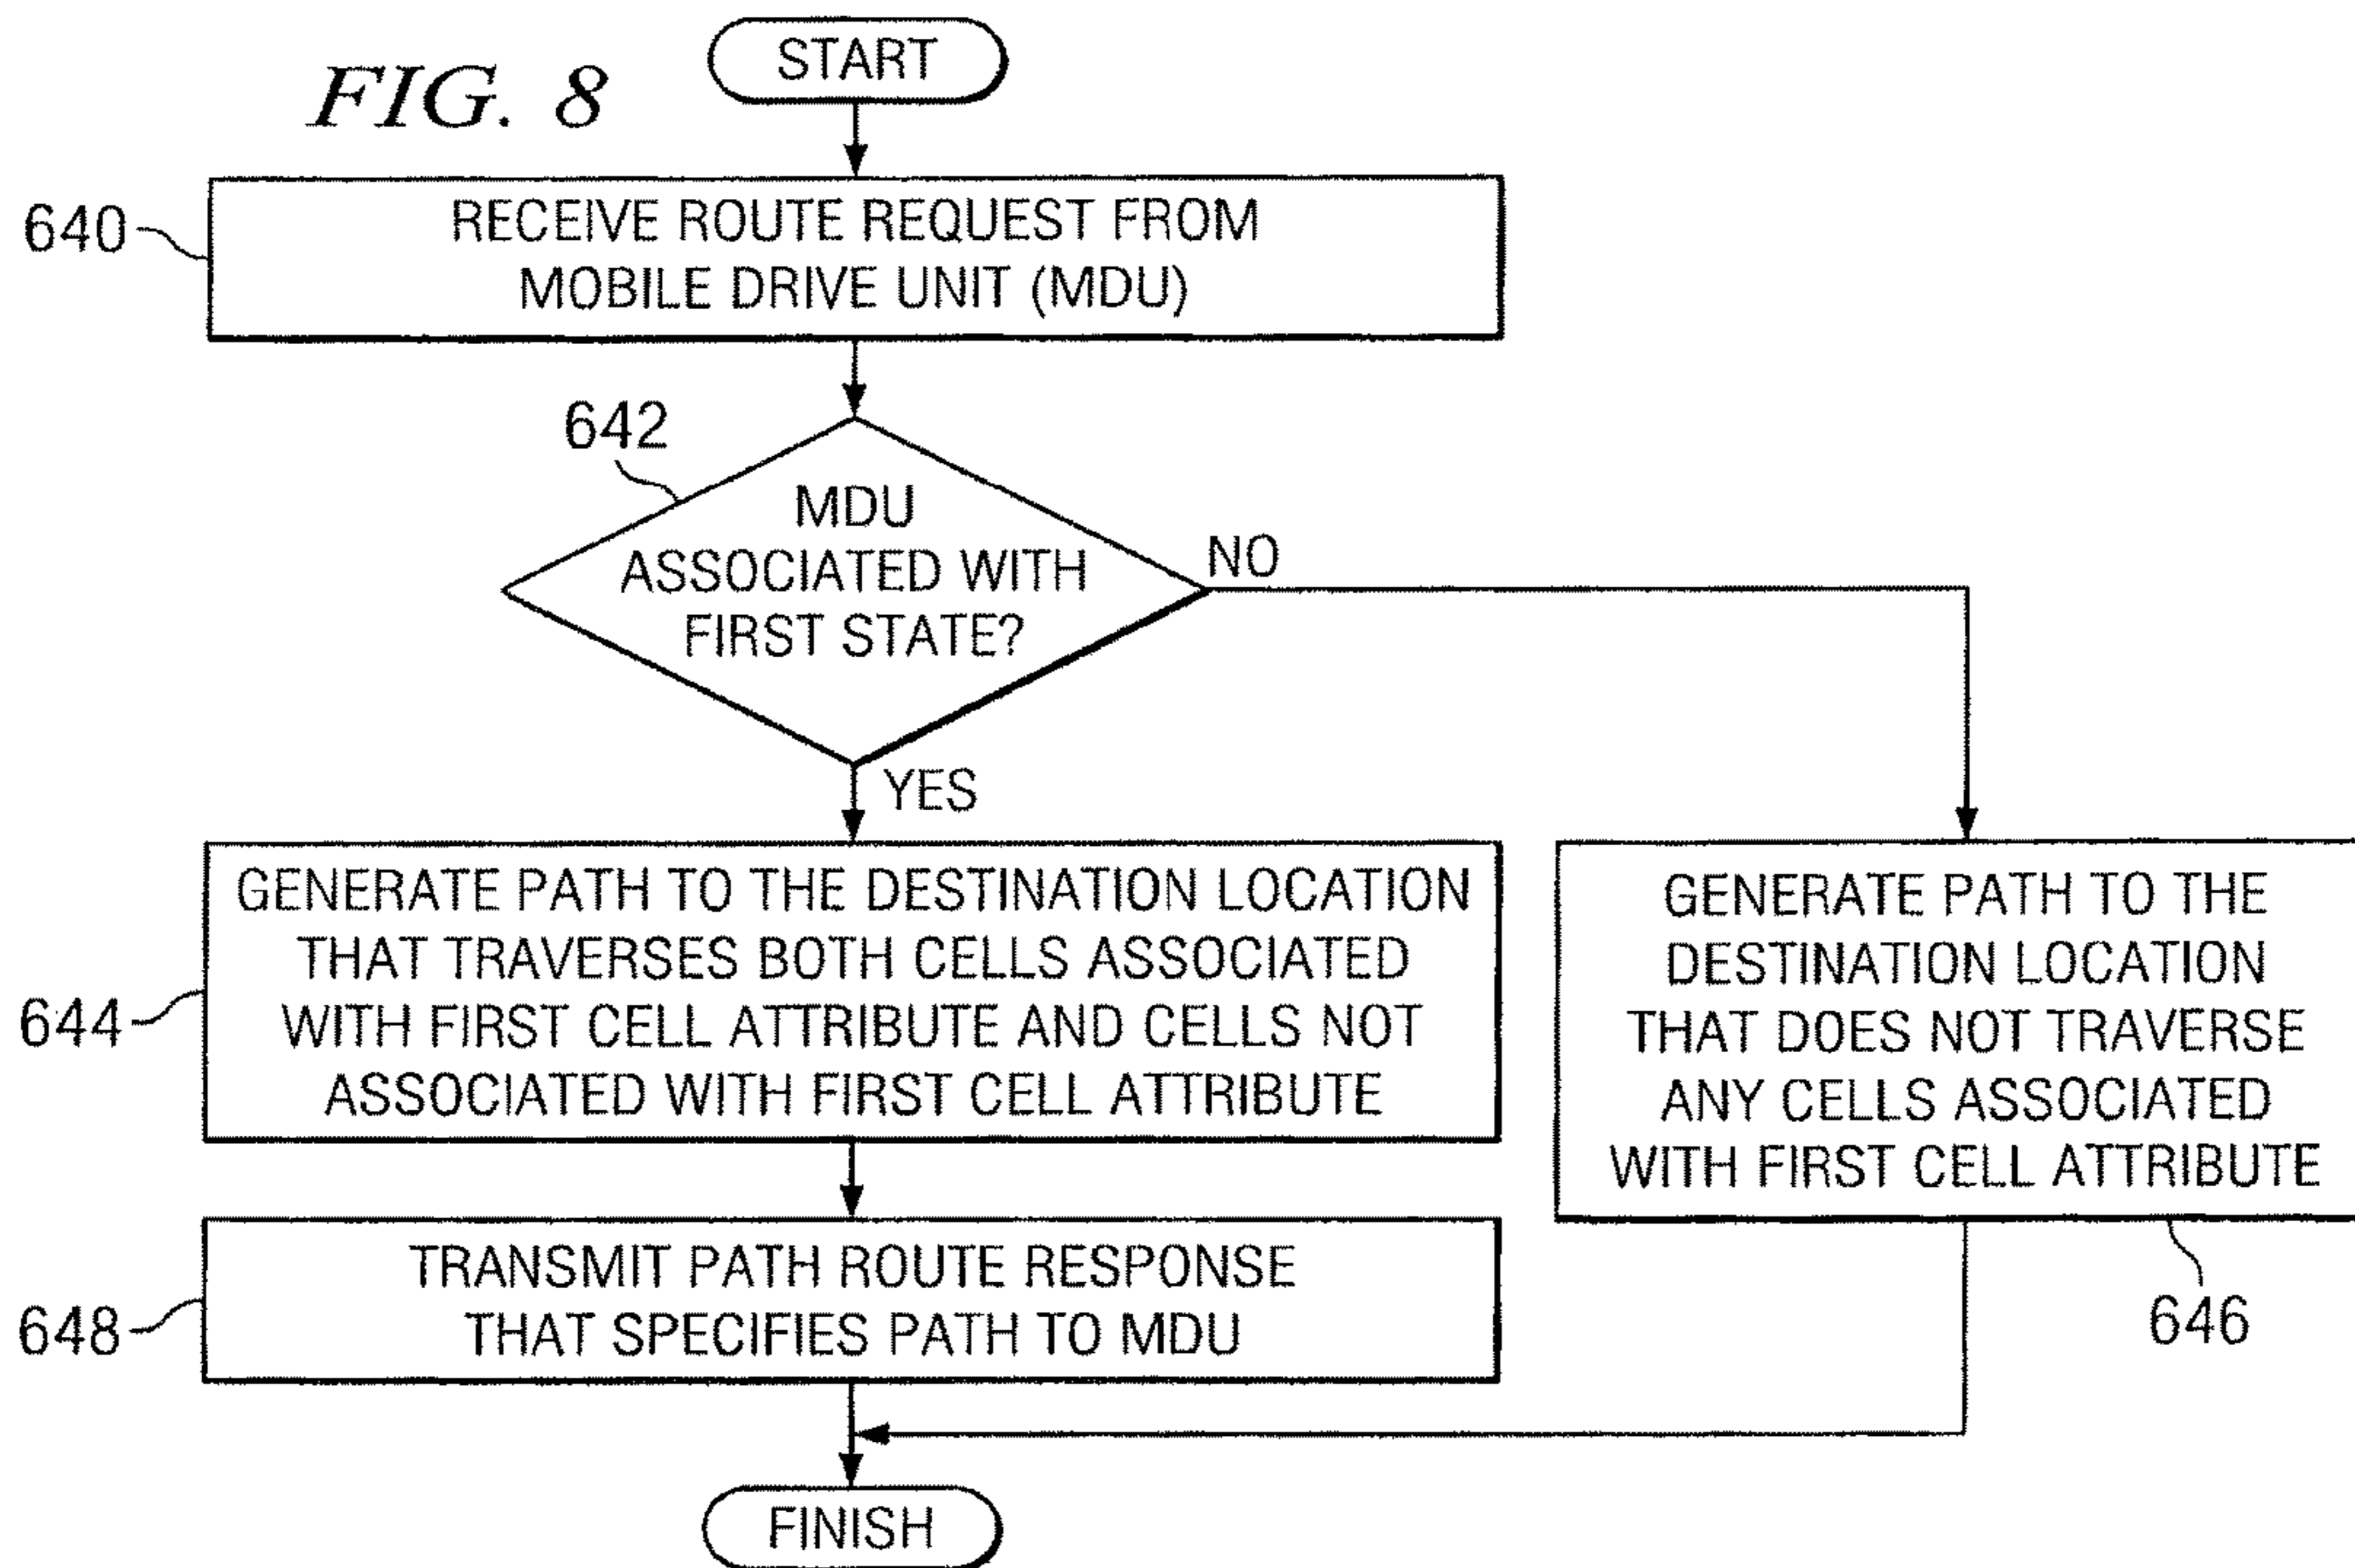 FIG. 8
START
640
RECEIVE ROUTE REQUEST FROM
MOBILE DRIVE UNIT (MDU)
642
MDU
ASSOCIATED WITH
FIRST STATE?
NO
YES
644
GENERATE PATH TO THE DESTINATION LOCATION
THAT TRAVERSES BOTH CELLS ASSOCIATED
WITH FIRST CELL ATTRIBUTE AND CELLS NOT
ASSOCIATED WITH FIRST CELL ATTRIBUTE
GENERATE PATH TO THE
DESTINATION LOCATION
THAT DOES NOT TRAVERSE
ANY CELLS ASSOCIATED
WITH FIRST CELL ATTRIBUTE
646
648
TRANSMIT PATH ROUTE RESPONSE
THAT SPECIFIES PATH TO MDU
FINISH